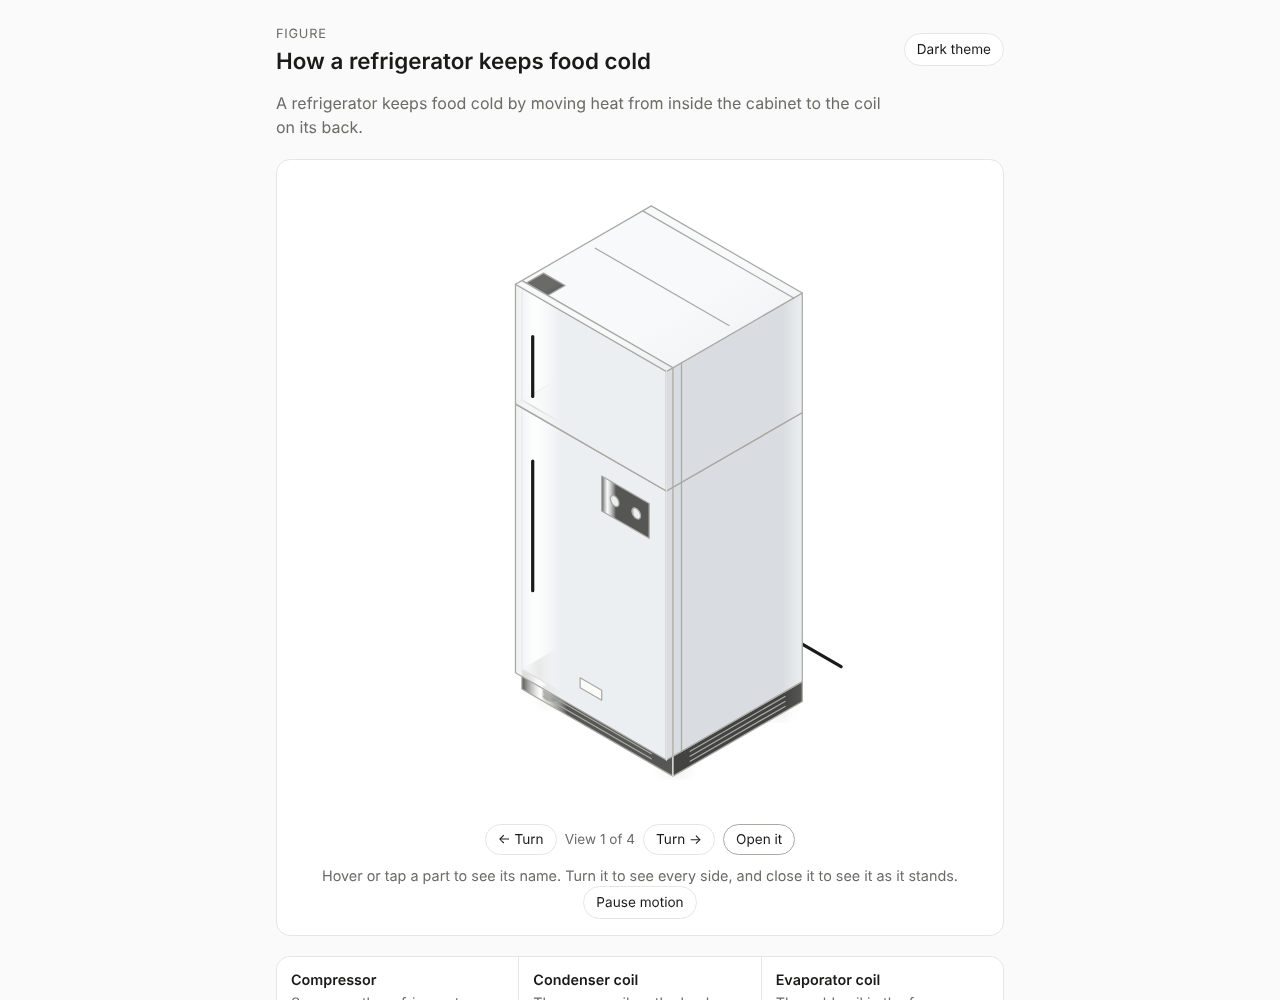 FIGURE
How a refrigerator keeps food cold
Dark theme
A refrigerator keeps food cold by moving heat from inside the cabinet to the coil
on its back.
← Turn
View 1 of 4
Turn →
Open it
Hover or tap a part to see its name. Turn it to see every side, and close it to see it as it stands.
Pause motion
Compressor
Condenser coil
Evaporator coil